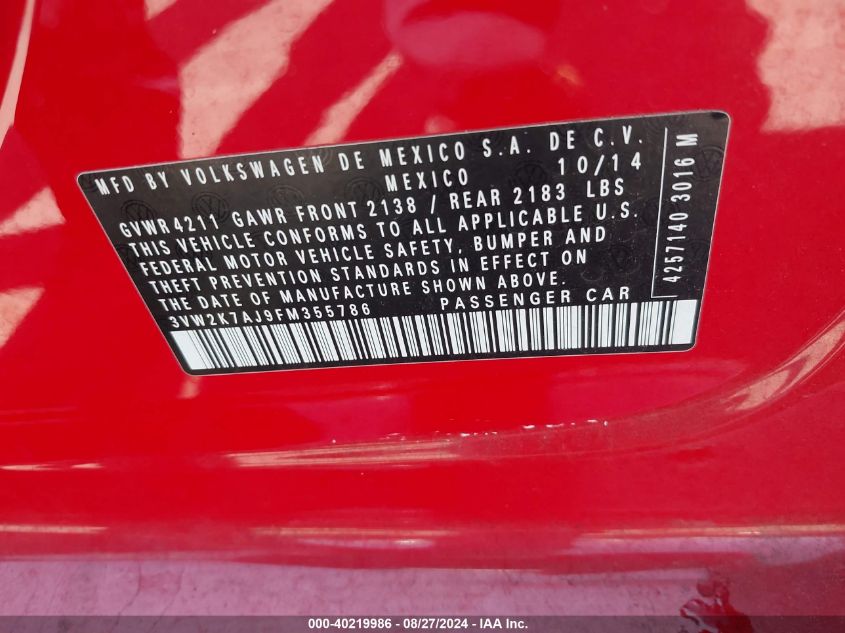 MFD BY VOLKSWAGEN DE MEXICO S.A. DE C.V.
MEXICO 10/14
GVWR 4211 GAWR FRONT 2138 / REAR 2183 LBS
THIS VEHICLE CONFORMS TO ALL APPLICABLE U.S.
FEDERAL MOTOR VEHICLE SAFETY, BUMPER AND
THEFT PREVENTION STANDARDS IN EFFECT ON
THE DATE OF MANUFACTURE SHOWN ABOVE.
3VW2K7AJ9FM355786 PASSENGER CAR
4257140 3016 M
000-40219986 - 08/27/2024 - IAA Inc.